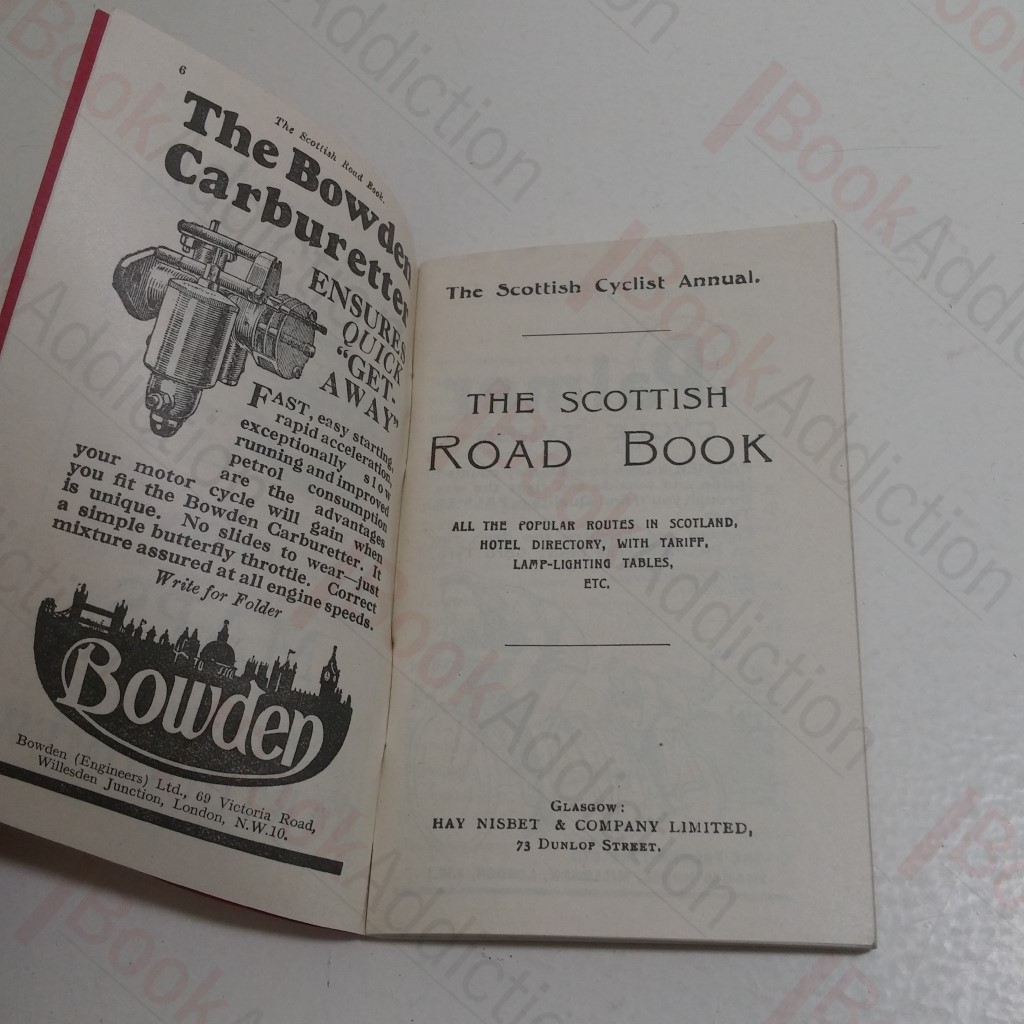 6
The Scottish Road Book.
The Bowden
Carburetter
ENSURES
QUICK
"GET-
AWAY"
FAST, easy starting,
rapid acceleration,
exceptionally slow
running and improved
petrol consumption
are the advantages
your motor cycle will gain when
you fit the Bowden Carburetter. It
is unique. No slides to wear—just
a simple butterfly throttle. Correct
mixture assured at all engine speeds.
Write for Folder
Bowden
Bowden (Engineers) Ltd., 69 Victoria Road,
Willesden Junction, London, N.W.10.
The Scottish Cyclist Annual.
THE SCOTTISH
ROAD BOOK
ALL THE POPULAR ROUTES IN SCOTLAND,
HOTEL DIRECTORY, WITH TARIFF,
LAMP-LIGHTING TABLES,
ETC.
GLASGOW:
HAY NISBET & COMPANY LIMITED,
73 DUNLOP STREET.
BookAddiction